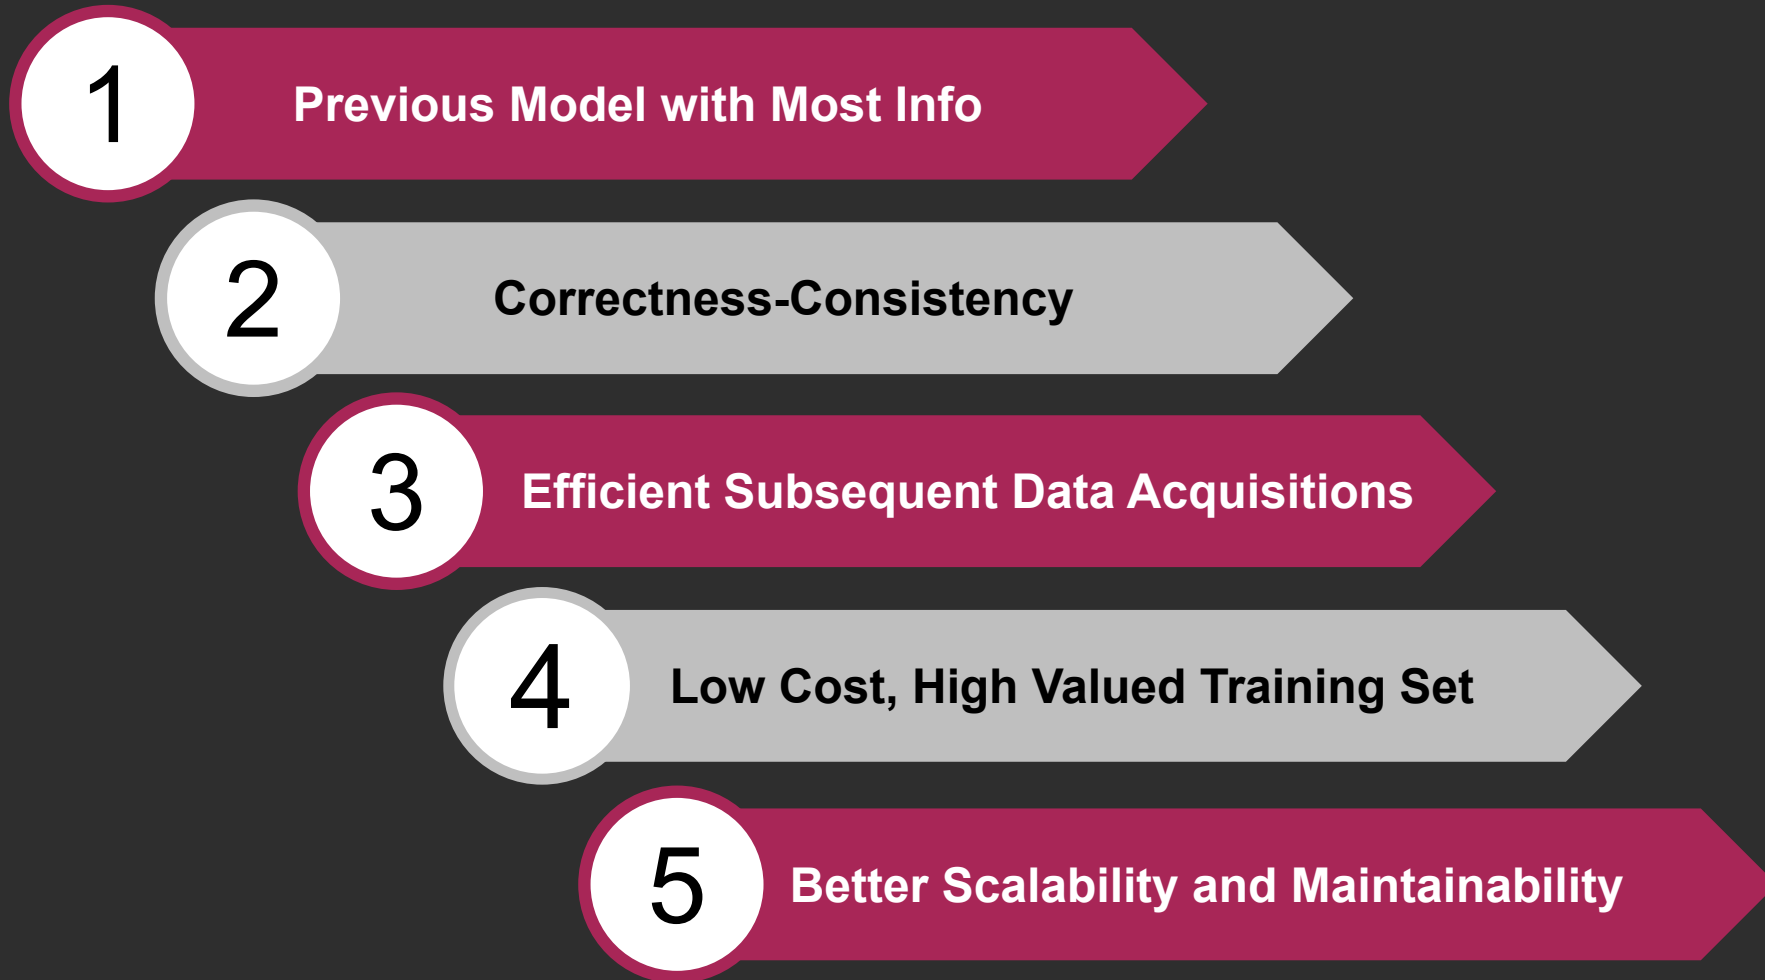 1
Previous Model with Most Info
2
Correctness-Consistency
3
Efficient Subsequent Data Acquisitions
4
Low Cost, High Valued Training Set
5
Better Scalability and Maintainability